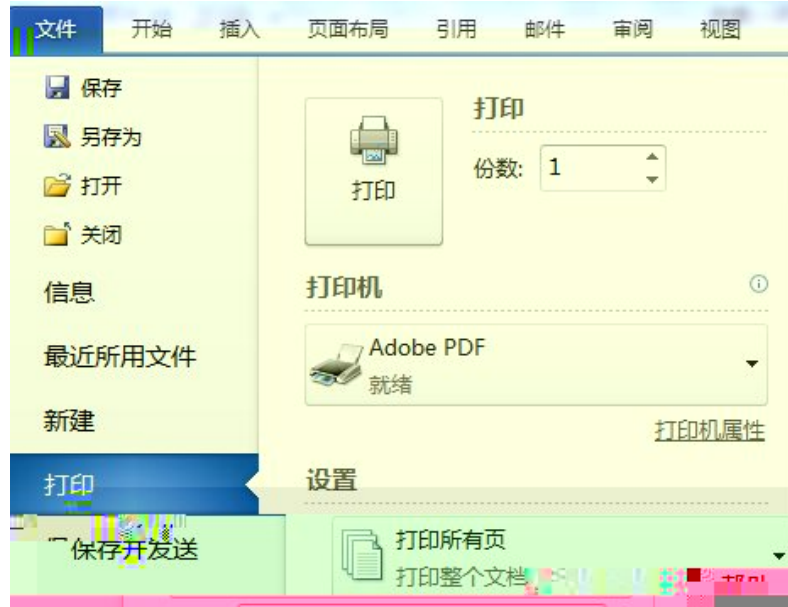 文件 开始 插入 页面布局 引用 邮件 审阅 视图
保存
另存为
打开
关闭
信息
最近所用文件
新建
打印
保存并发送
打印
打印
份数: 1
打印机
Adobe PDF
就绪
打印机属性
设置
打印所有页
打印整个文档